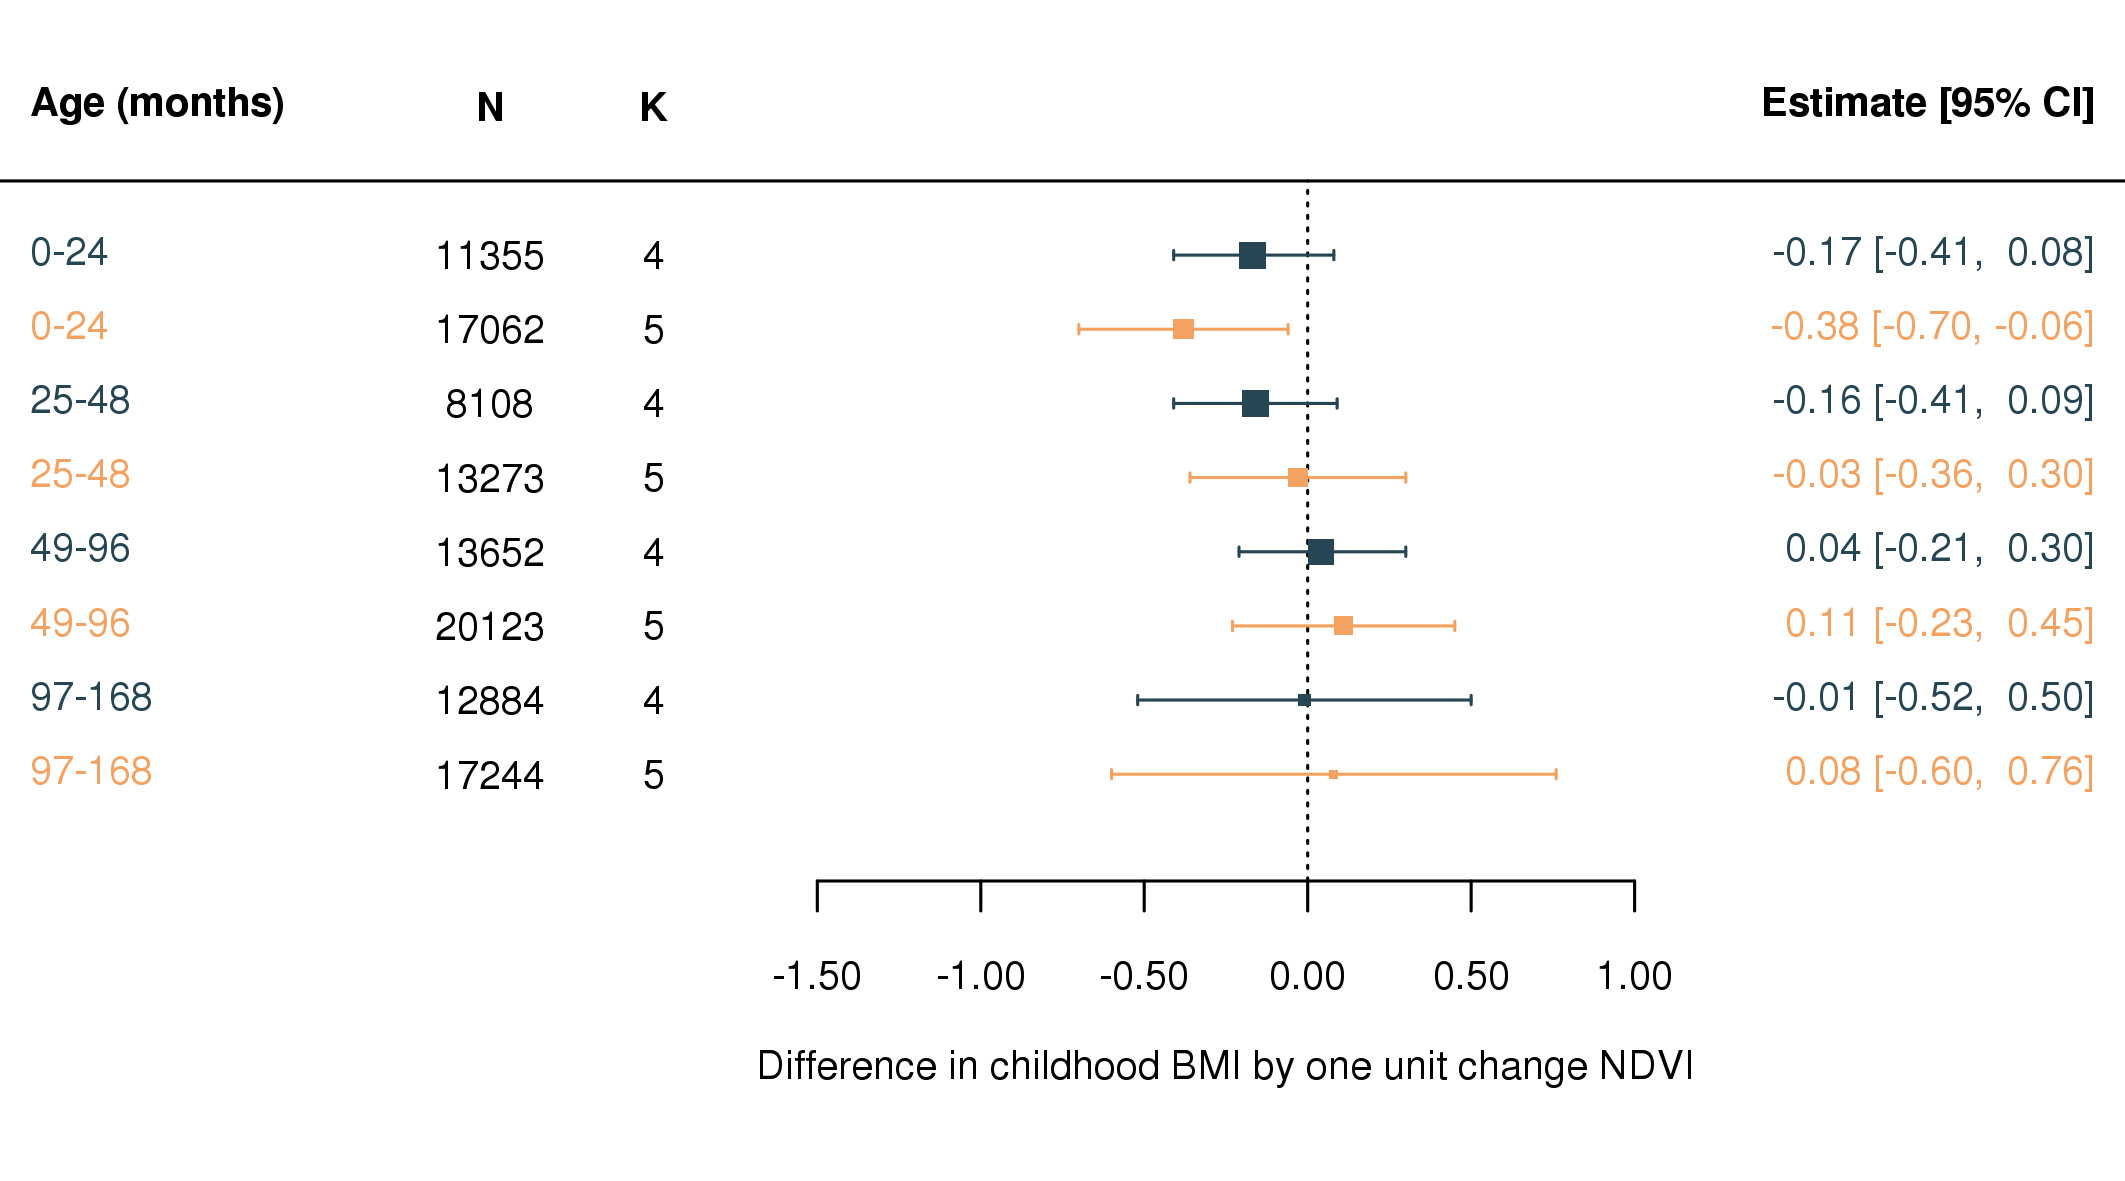 Age (months) N K Estimate [95% CI]
0-24 11355 4 -0.17 [-0.41, 0.08]
0-24 17062 5 -0.38 [-0.70, -0.06]
25-48 8108 4 -0.16 [-0.41, 0.09]
25-48 13273 5 -0.03 [-0.36, 0.30]
49-96 13652 4 0.04 [-0.21, 0.30]
49-96 20123 5 0.11 [-0.23, 0.45]
97-168 12884 4 -0.01 [-0.52, 0.50]
97-168 17244 5 0.08 [-0.60, 0.76]
-1.50 -1.00 -0.50 0.00 0.50 1.00
Difference in childhood BMI by one unit change NDVI